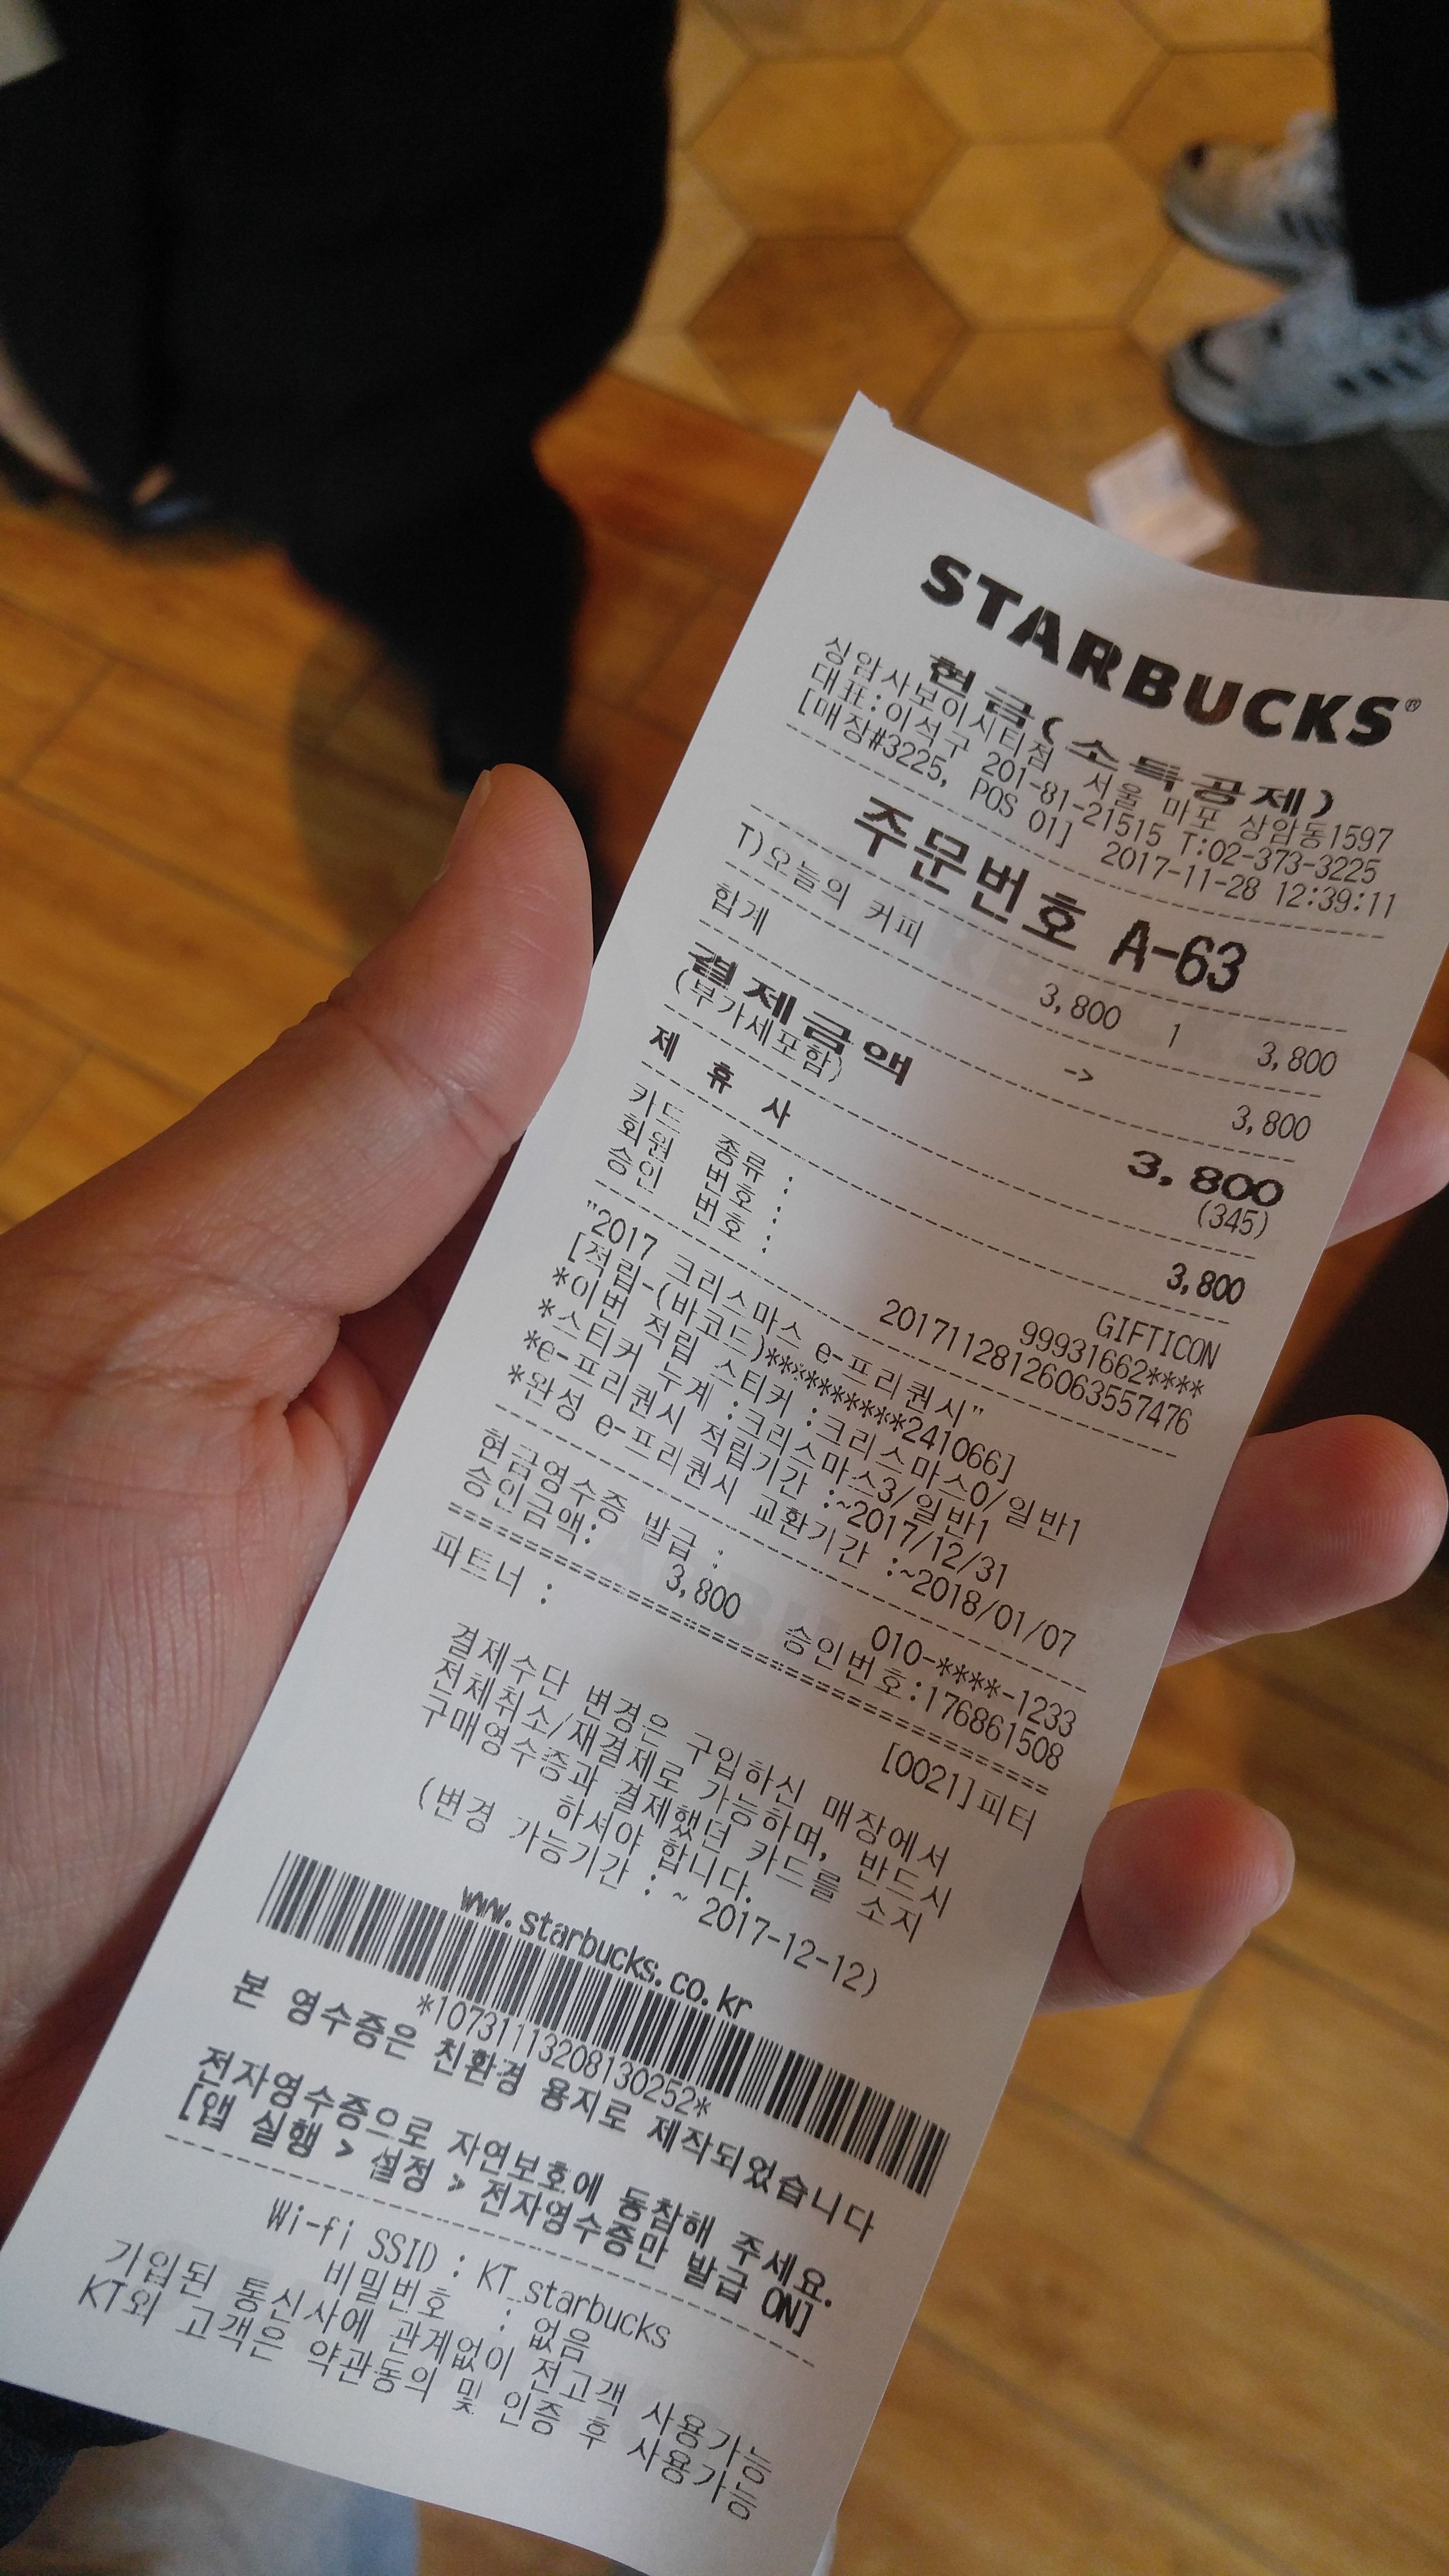 STARBUCKS®
현금(소득공제)
상암사보이시티점 서울 마포 상암동1597
대표:이석구 201-81-21515 T:02-373-3225
[매장#3225, POS 01] 2017-11-28 12:39:11
주문번호 A-63
T)오늘의 커피 3,800 1 3,800
합계 -> 3,800
결제금액 3,800
(부가세포함) (345)
제 휴 사 3,800
카드 종류 : GIFTICON
회원 번호 : 99931662****
승인 번호 : 20171128126063557476
"2017 크리스마스 e-프리퀀시"
[적립-(바코드)**********241066]
*이번 적립 스티커 :크리스마스0/일반1
*스티커 누계 :크리스마스3/일반1
*e-프리퀀시 적립기간 :~2017/12/31
*완성 e-프리퀀시 교환기간 :~2018/01/07
현금영수증 발급 : 010-****-1233
승인금액: 3,800 승인번호:176861508
파트너 : [0021]피터
결제수단 변경은 구입하신 매장에서
전체취소/재결제로 가능하며, 반드시
구매영수증과 결제했던 카드를 소지
하셔야 합니다.
(변경 가능기간 : ~ 2017-12-12)
www.starbucks.co.kr
*10731113208130252*
본 영수증은 친환경 용지로 제작되었습니다
전자영수증으로 자연보호에 동참해 주세요.
[앱 실행 > 설정 > 전자영수증만 발급 ON]
Wi-fi SSID : KT_starbucks
비밀번호 : 없음
가입된 통신사에 관계없이 전고객 사용가능
KT외 고객은 약관동의 및 인증 후 사용가능